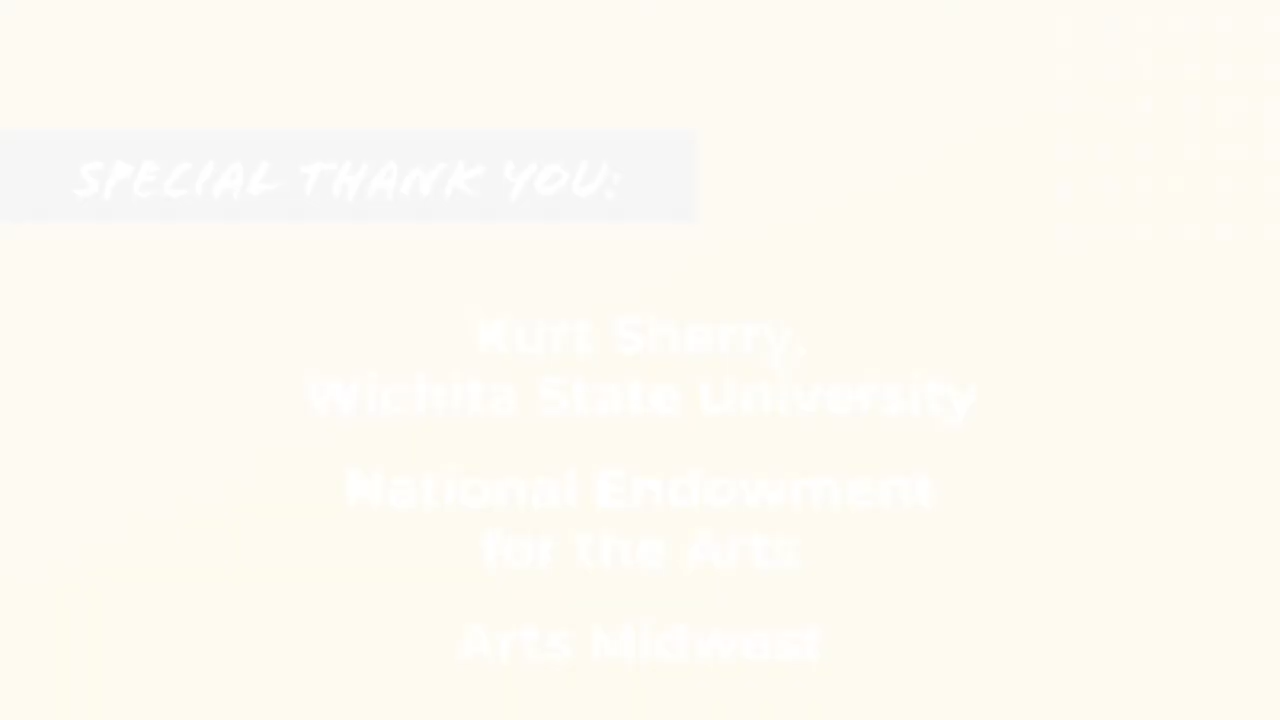 SPECIAL THANK YOU:
Kurt Sherry,
Wichita State University
National Endowment
for the Arts
Arts Midwest